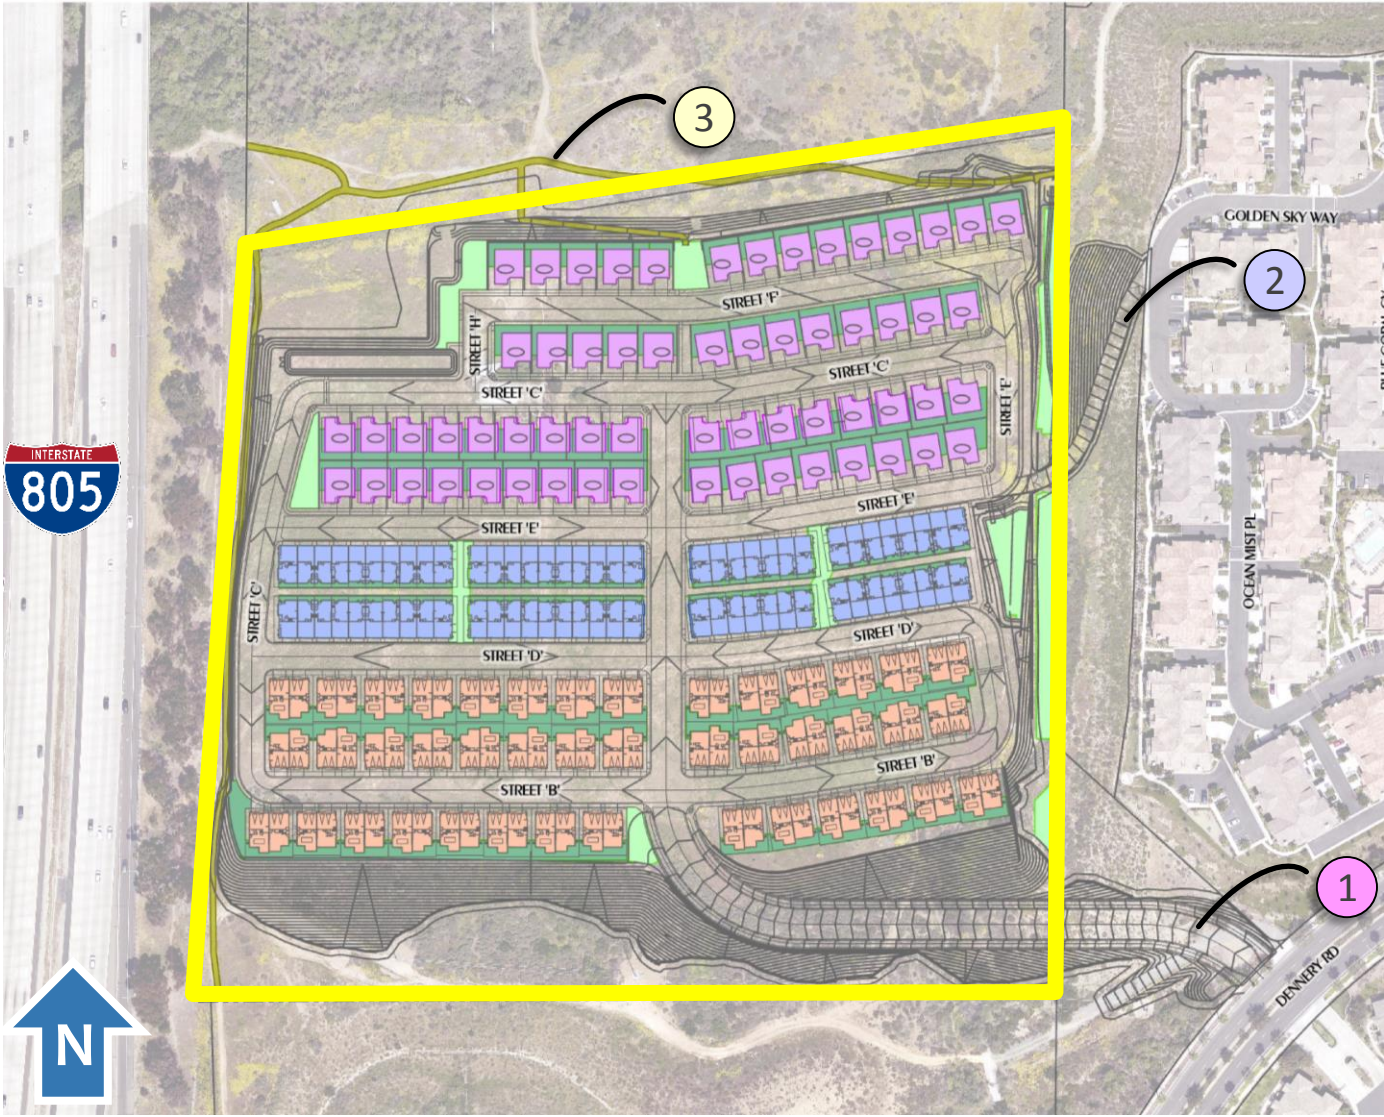 3
GOLDEN SKY WAY
2
STREET 'F'
STREET 'H'
STREET 'C'
STREET 'C'
STREET 'E'
INTERSTATE
805
STREET 'E'
STREET 'E'
OCEAN MIST PL
STREET 'C'
STREET 'D'
STREET 'D'
STREET 'B'
STREET 'B'
1
DENNERY RD
N